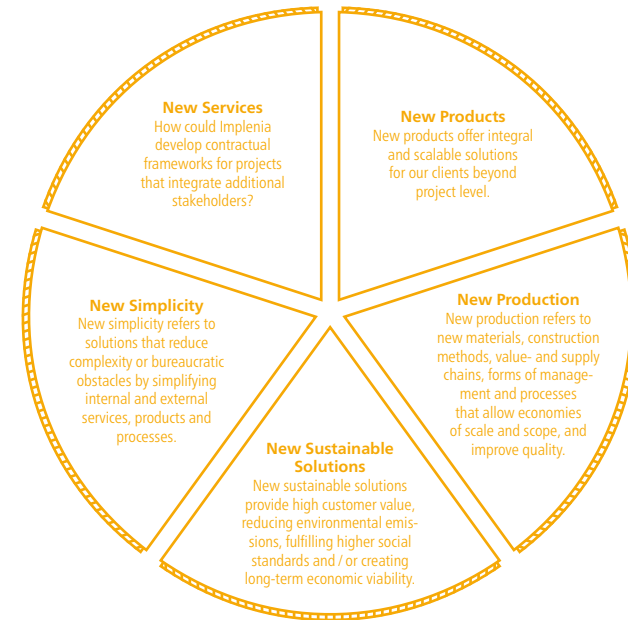 New Services
How could Implenia
develop contractual
frameworks for projects
that integrate additional
stakeholders?
New Products
New products offer integral
and scalable solutions
for our clients beyond
project level.
New Simplicity
New simplicity refers to
solutions that reduce
complexity or bureaucratic
obstacles by simplifying
internal and external
services, products and
processes.
New Production
New production refers to
new materials, construction
methods, value- and supply
chains, forms of manage-
ment and processes
that allow economies
of scale and scope, and
improve quality.
New Sustainable
Solutions
New sustainable solutions
provide high customer value,
reducing environmental emis-
sions, fulfilling higher social
standards and / or creating
long-term economic viability.